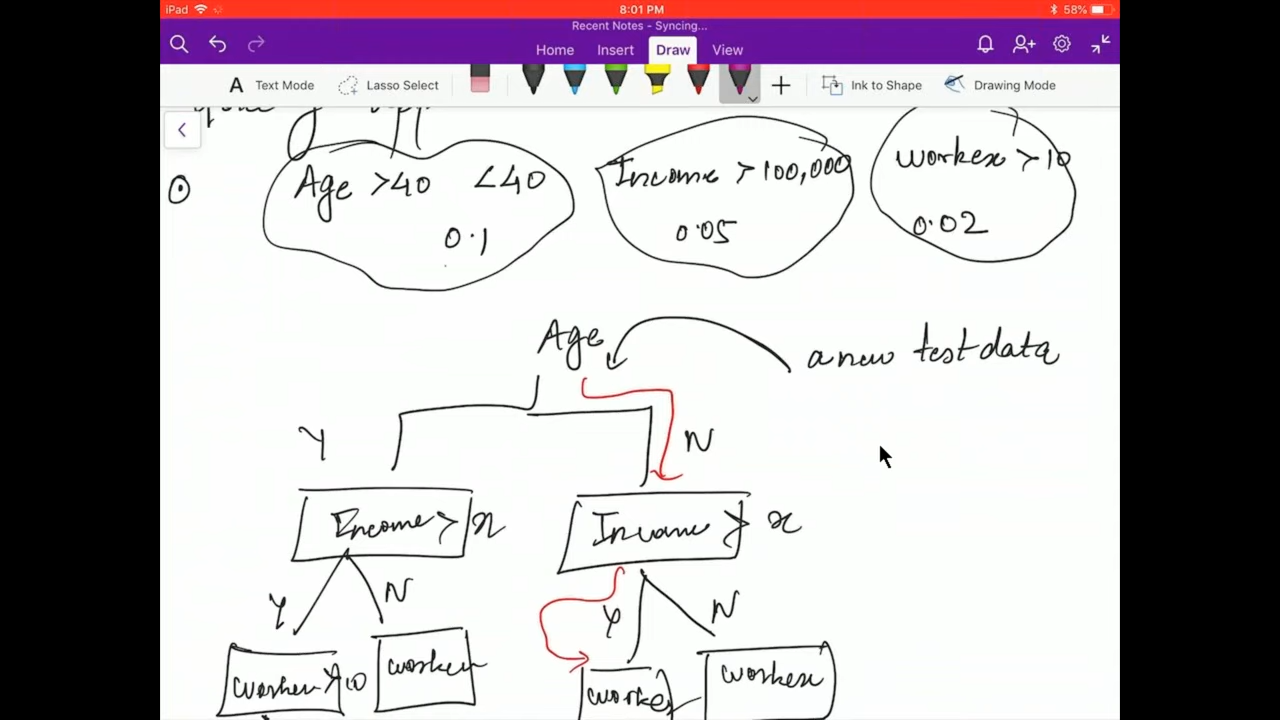 iPad 8:01 PM 58%
Recent Notes - Syncing...
Home Insert Draw View
A Text Mode Lasso Select Ink to Shape Drawing Mode
Age >40 <40 Income > 100,000 workex > 10
0.1 0.05 0.02
Age a new test data
Y N
Income > x Income > x
Y N Y N
workex > 10 workex workex workex